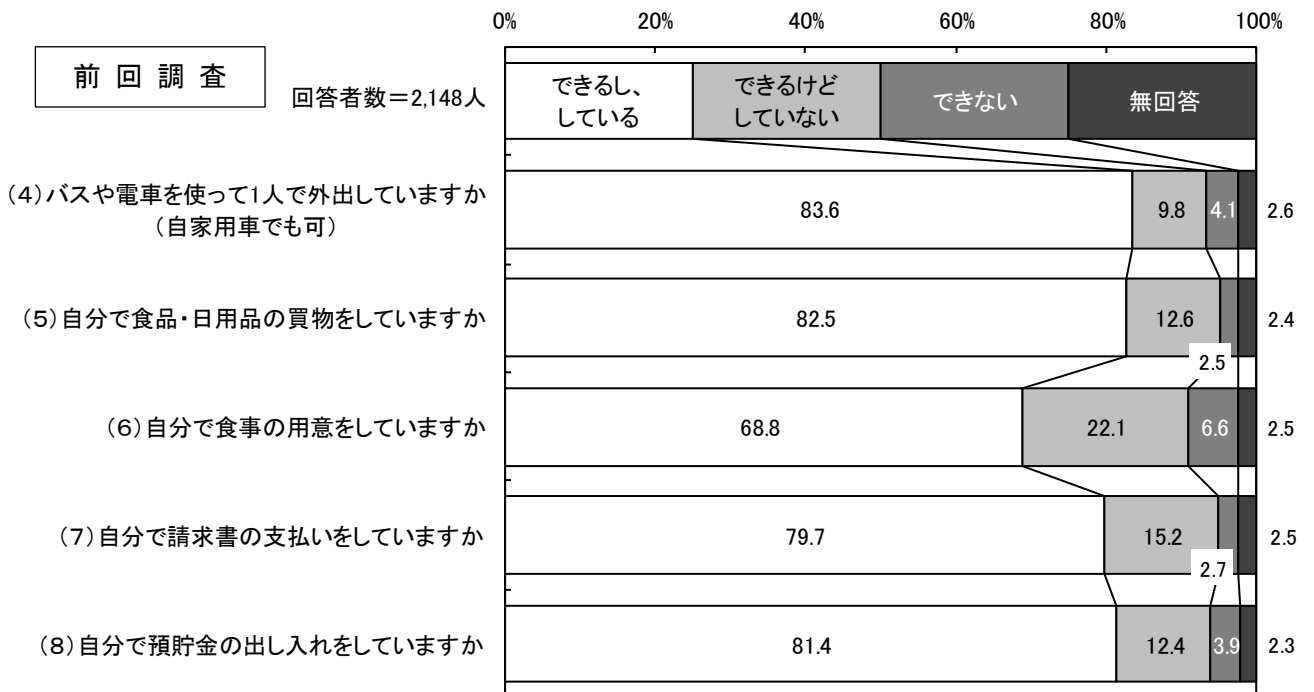 0% 20% 40% 60% 80% 100%
前 回 調 査
回答者数=2,148人
できるし、
している
できるけど
していない
できない
無回答
(4)バスや電車を使って1人で外出していますか
(自家用車でも可)
83.6 9.8 4.1 2.6
(5)自分で食品・日用品の買物をしていますか
82.5 12.6 2.4
2.5
(6)自分で食事の用意をしていますか
68.8 22.1 6.6 2.5
(7)自分で請求書の支払いをしていますか
79.7 15.2 2.5
2.7
(8)自分で預貯金の出し入れをしていますか
81.4 12.4 3.9 2.3